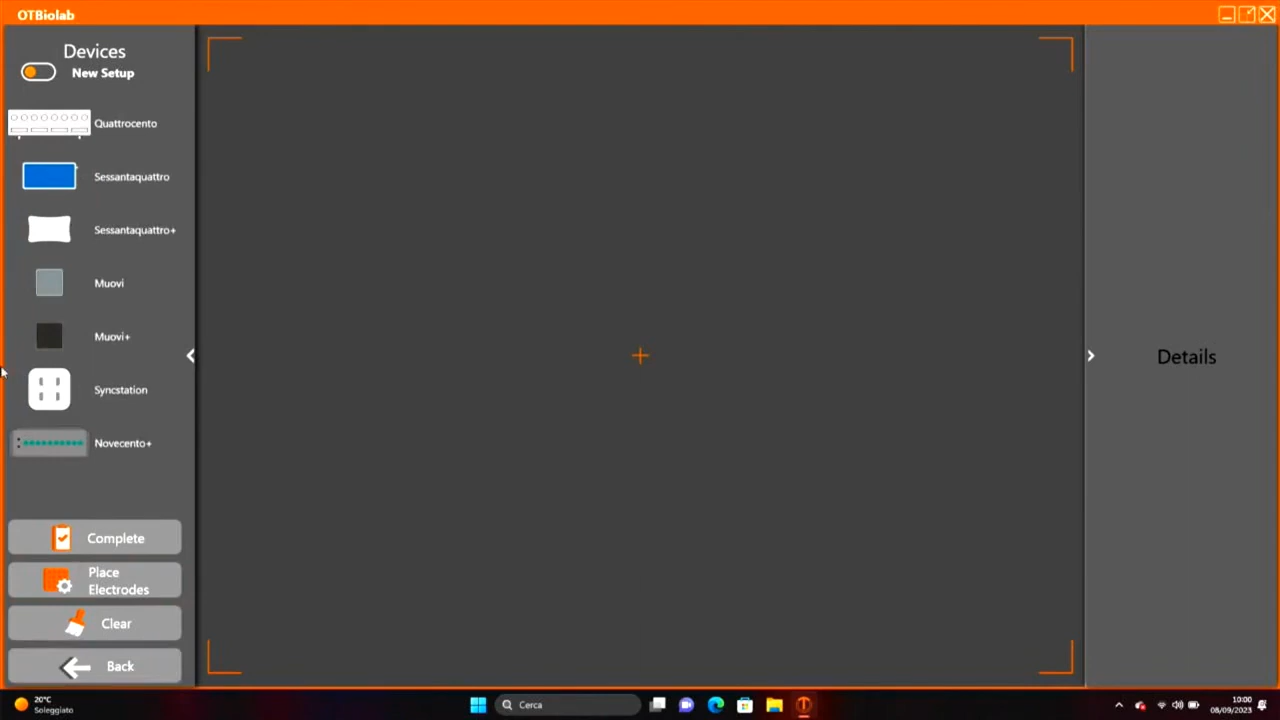 OTBiolab
Devices
New Setup
Quattrocento
Sessantaquattro
Sessantaquattro+
Muovi
Muovi+
Syncstation
Novecento+
Complete
Place
Electrodes
Clear
Back
Details
20°C
Soleggiato
Cerca
10:00
08/09/2023